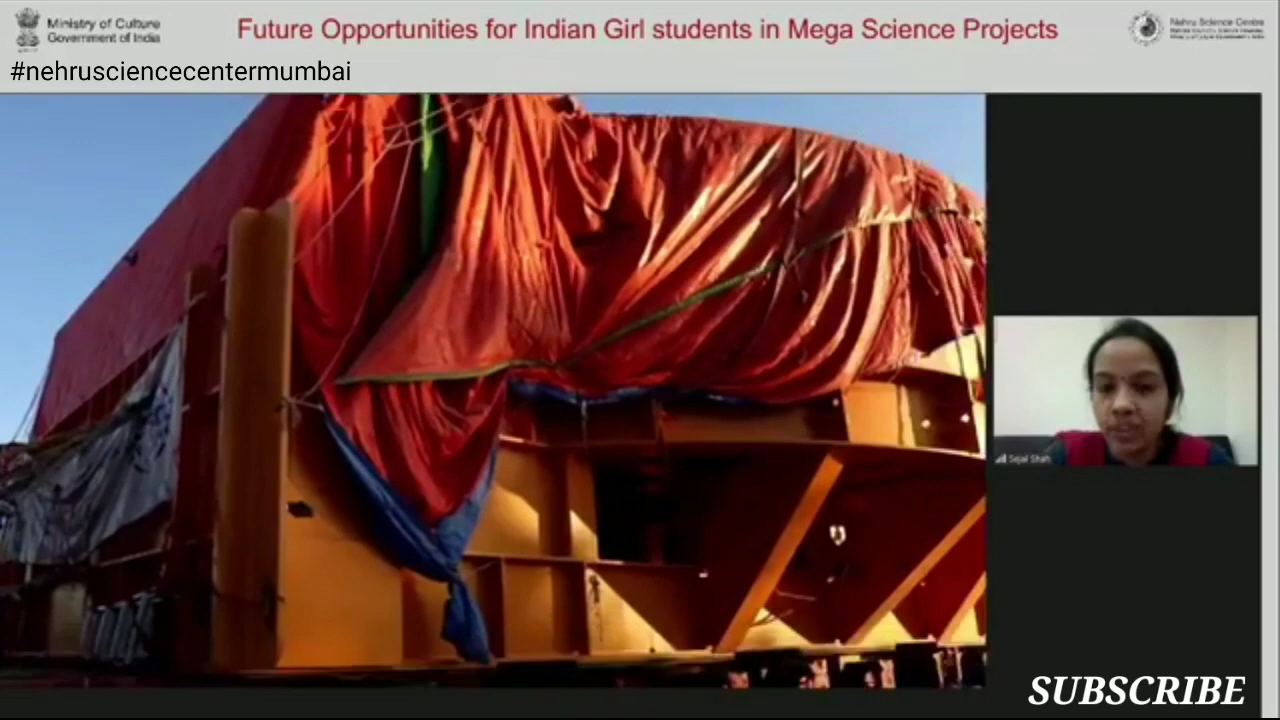 Ministry of Culture
Government of India
Future Opportunities for Indian Girl students in Mega Science Projects
Nehru Science Centre
#nehrusciencecentermumbai
Sejal Shah
SUBSCRIBE